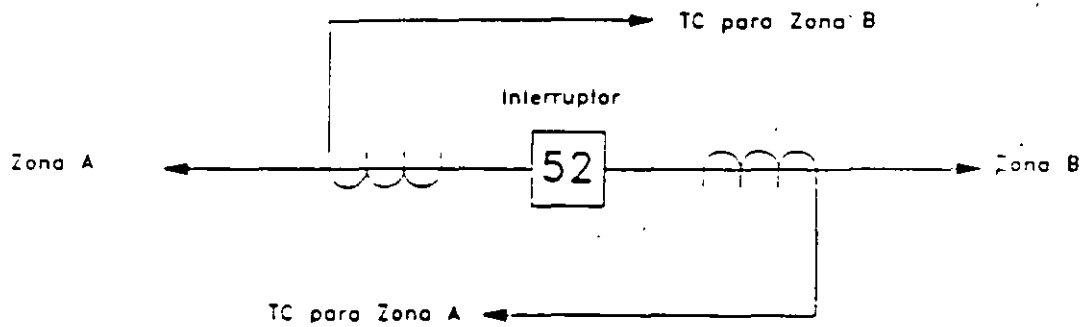 TC para Zona B
Interruptor
Zona A
52
Zona B
TC para Zona A